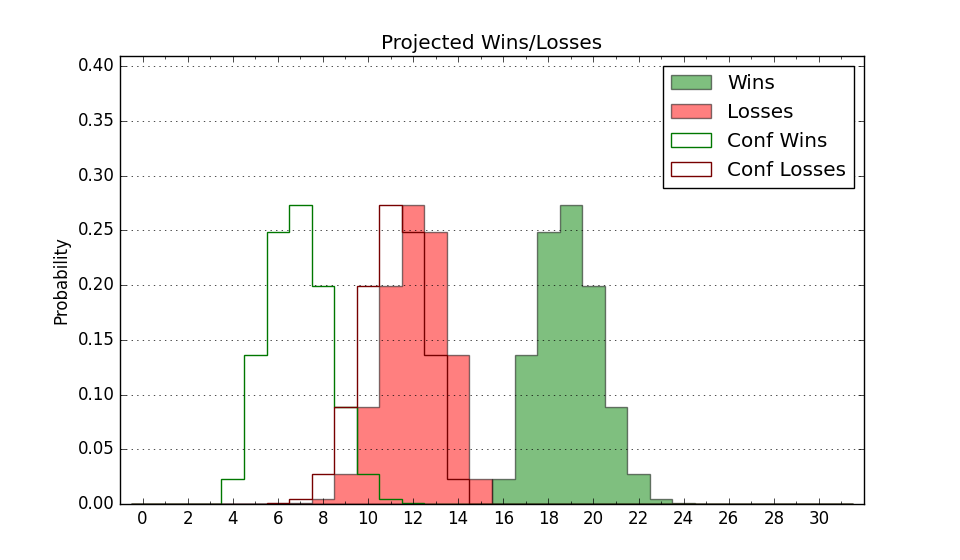 Projected Wins/Losses
0.40
0.35
0.30
0.25
0.20
0.15
0.10
0.05
0.00
Probability
Wins
Losses
Conf Wins
Conf Losses
0 2 4 6 8 10 12 14 16 18 20 22 24 26 28 30